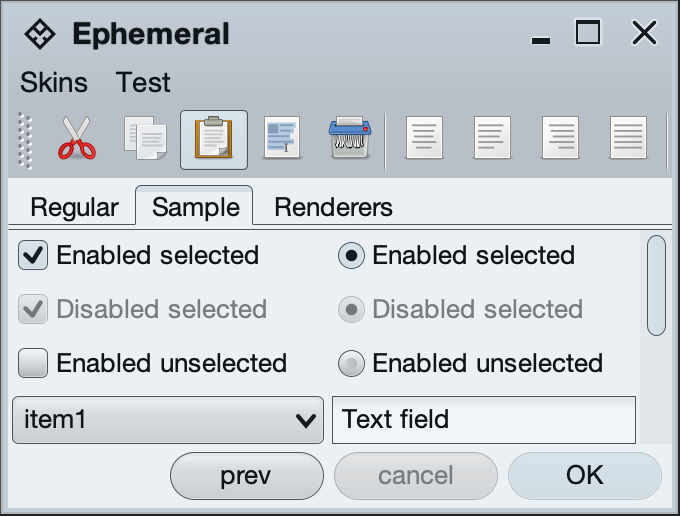 Ephemeral
Skins Test
Regular Sample Renderers
Enabled selected Enabled selected
Disabled selected Disabled selected
Enabled unselected Enabled unselected
item1 Text field
prev cancel OK